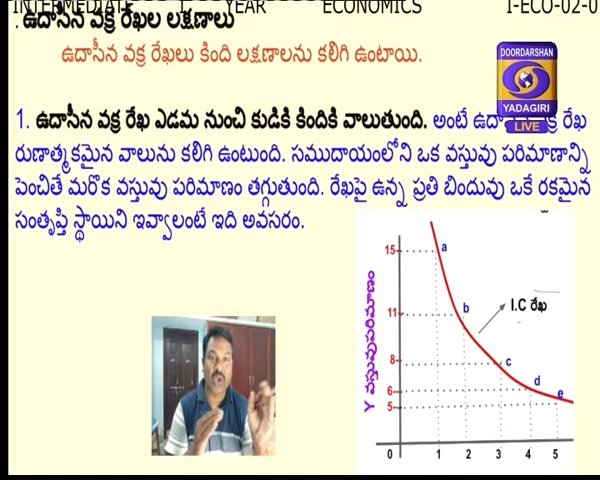 INTERMEDIATE I YEAR ECONOMICS I-ECO-02-0
. ఉదాసీన వక్ర రేఖల లక్షణాలు
ఉదాసీన వక్ర రేఖలు కింది లక్షణాలను కలిగి ఉంటాయి.
DOORDARSHAN
YADAGIRI
LIVE
1. ఉదాసీన వక్ర రేఖ ఎడమ నుంచి కుడికి కిందికి వాలుతుంది. అంటే రేఖ
రుణాత్మకమైన వాలును కలిగి ఉంటుంది. సముదాయంలోని ఒక వస్తువు పరిమాణాన్ని
పెంచితే మరొక వస్తువు పరిమాణం తగ్గుతుంది. రేఖపై ఉన్న ప్రతి బిందువు ఒకే రకమైన
సంతృప్తి స్థాయిని ఇవ్వాలంటే ఇది అవసరం.
Y వస్తువుపరిమాణం
15 a
11 b
I.C రేఖ
8 c
6 d
5 e
0 1 2 3 4 5